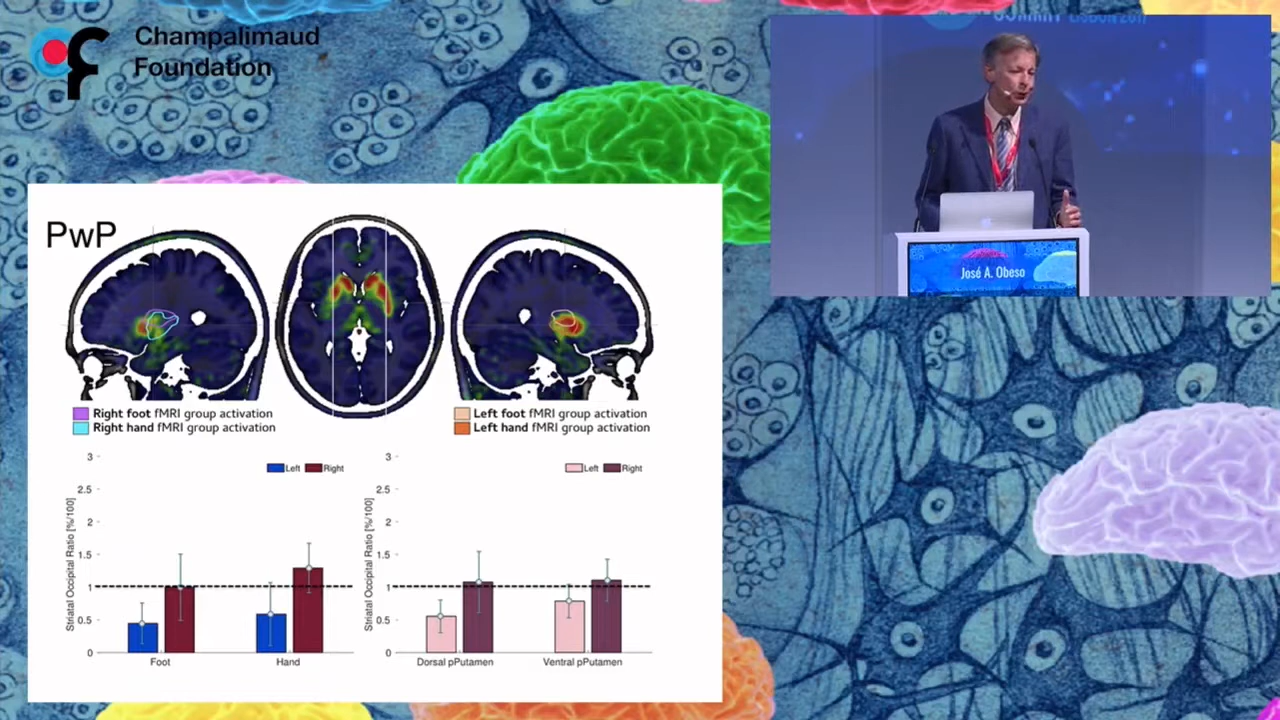 Champalimaud
Foundation
SUMMIT LISBON 2017
José A. Obeso
PwP
Right foot fMRI group activation
Right hand fMRI group activation
Left foot fMRI group activation
Left hand fMRI group activation
Striatal Occipital Ratio [%/100]
3
2.5
2
1.5
1
0.5
0
Left Right
Foot Hand
Striatal Occipital Ratio [%/100]
3
2.5
2
1.5
1
0.5
0
Left Right
Dorsal pPutamen Ventral pPutamen